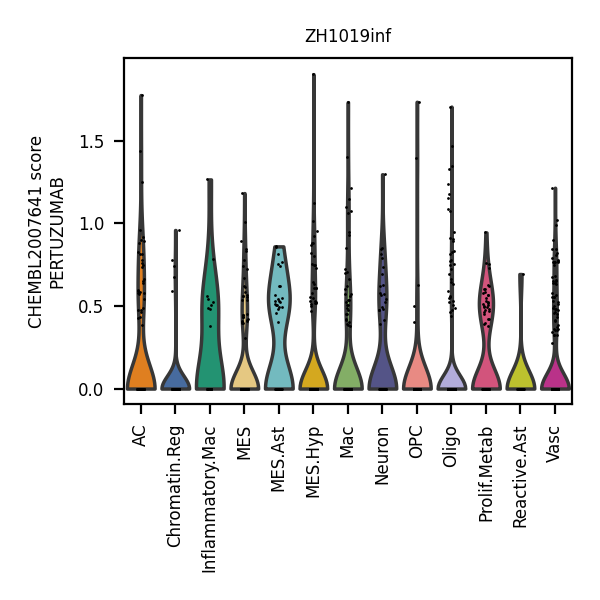 ZH1019inf
CHEMBL2007641 score
PERTUZUMAB
1.5
1.0
0.5
0.0
AC
Chromatin.Reg
Inflammatory.Mac
MES
MES.Ast
MES.Hyp
Mac
Neuron
OPC
Oligo
Prolif.Metab
Reactive.Ast
Vasc